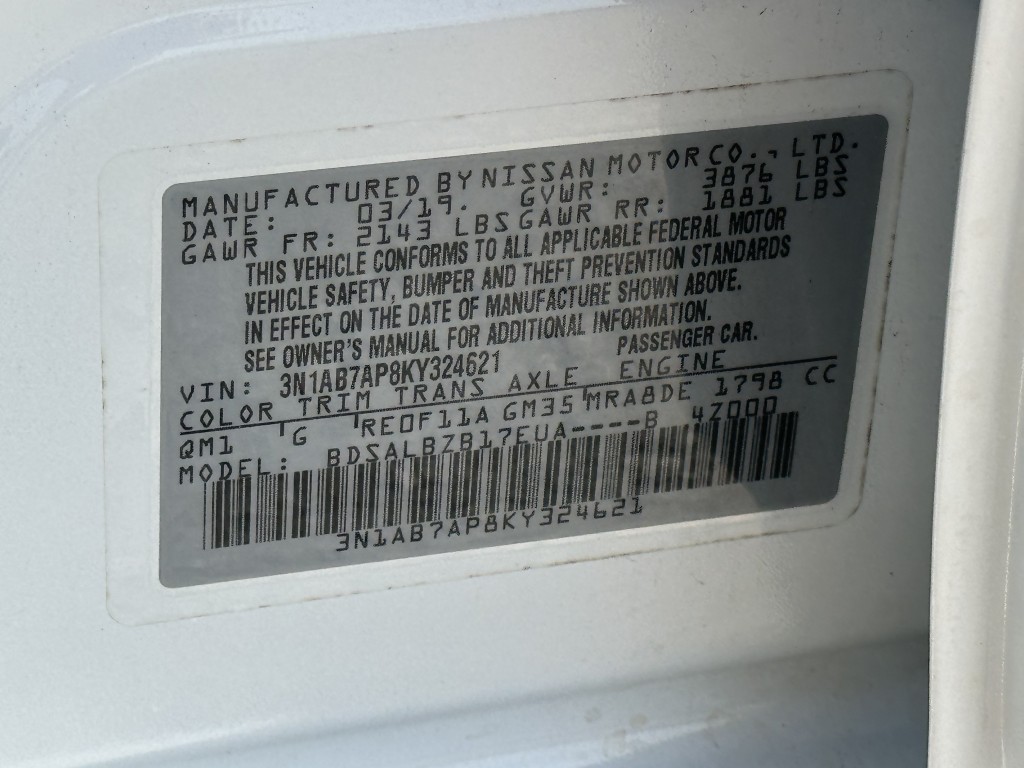 MANUFACTURED BY NISSAN MOTOR CO., LTD.
DATE: 03/19. GVWR: 3876 LBS
GAWR FR: 2143 LBS GAWR RR: 1881 LBS
THIS VEHICLE CONFORMS TO ALL APPLICABLE FEDERAL MOTOR
VEHICLE SAFETY, BUMPER AND THEFT PREVENTION STANDARDS
IN EFFECT ON THE DATE OF MANUFACTURE SHOWN ABOVE.
SEE OWNER'S MANUAL FOR ADDITIONAL INFORMATION.
VIN: 3N1AB7AP8KY324621 PASSENGER CAR.
COLOR TRIM TRANS AXLE ENGINE
QM1 G RE0F11A GM35 MRA8DE 1798 CC
MODEL: BDSALBZB17EUA----B 4Z000
3N1AB7AP8KY324621